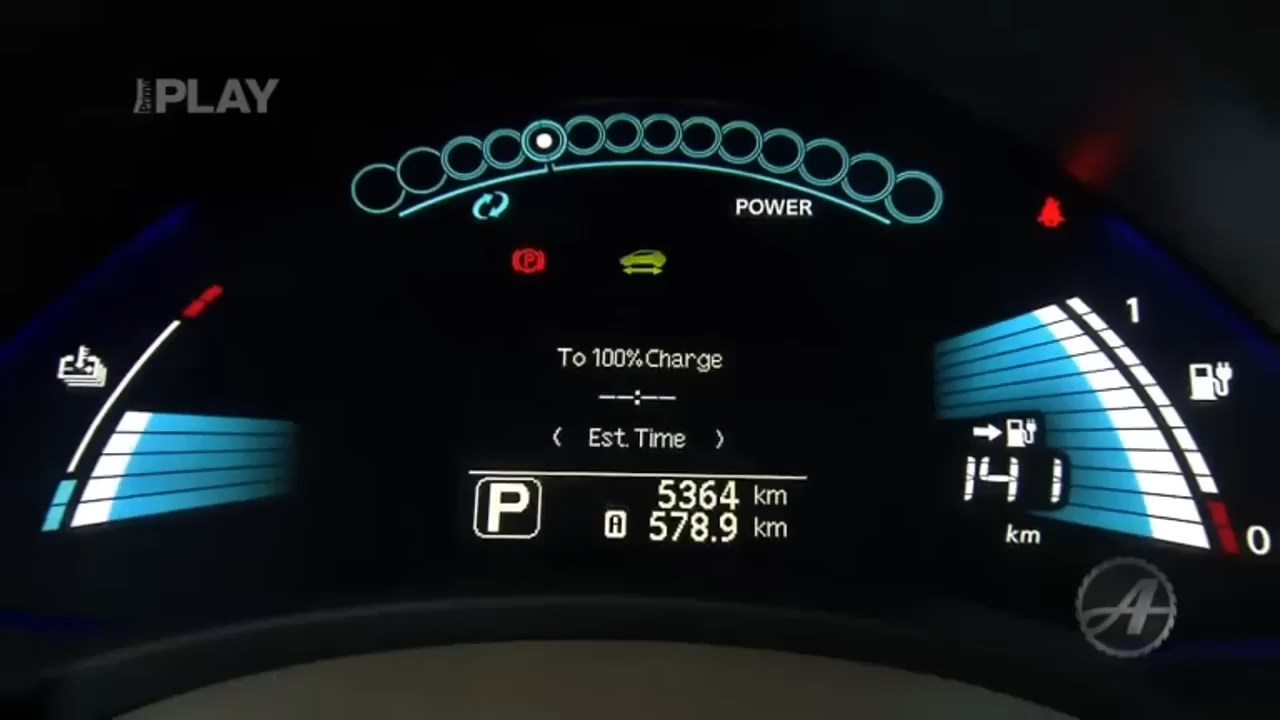 PLAY
POWER
P
1
To 100% Charge
--:--
‹ Est. Time ›
141
km
P
5364 km
A 578.9 km
0
A